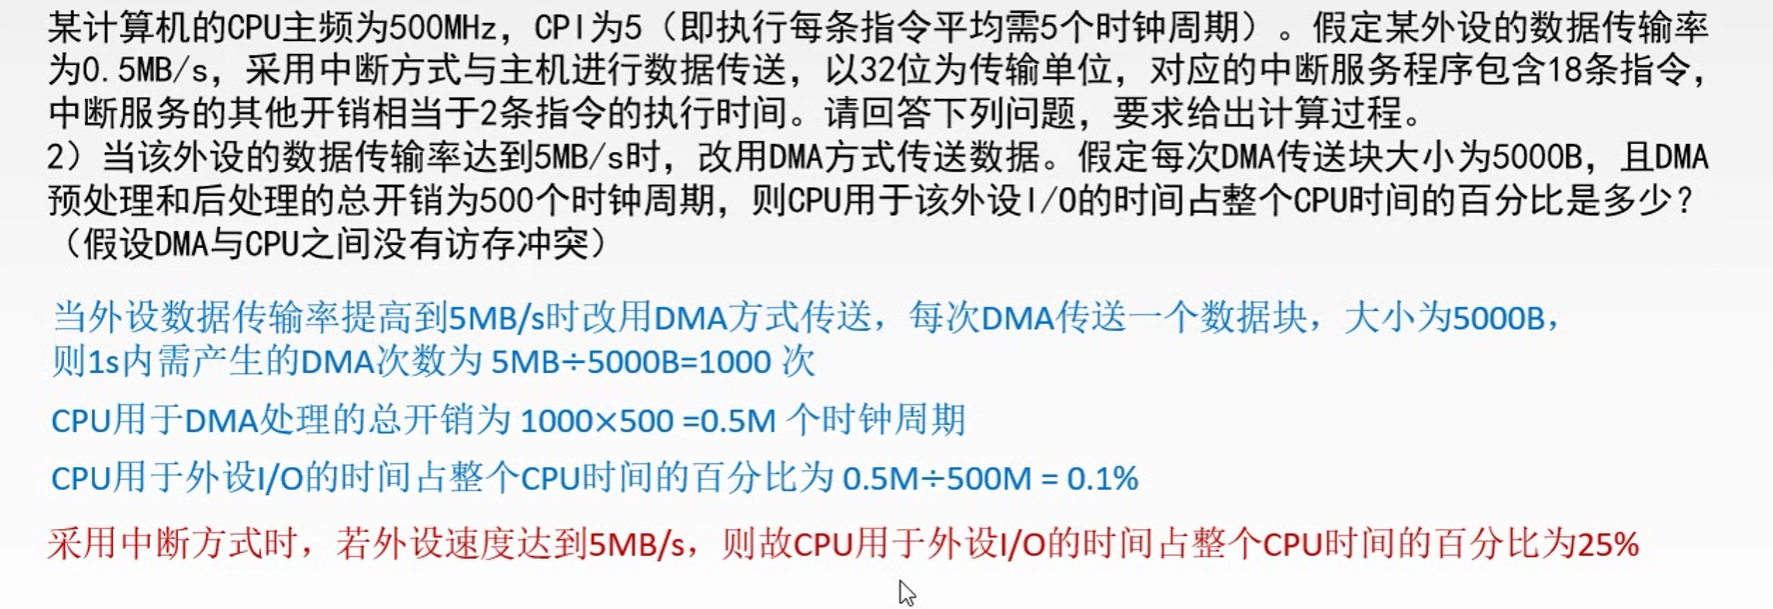 某计算机的CPU主频为500MHz，CPI为5（即执行每条指令平均需5个时钟周期）。假定某外设的数据传输率
为0.5MB/s，采用中断方式与主机进行数据传送，以32位为传输单位，对应的中断服务程序包含18条指令，
中断服务的其他开销相当于2条指令的执行时间。请回答下列问题，要求给出计算过程。
2）当该外设的数据传输率达到5MB/s时，改用DMA方式传送数据。假定每次DMA传送块大小为5000B，且DMA
预处理和后处理的总开销为500个时钟周期，则CPU用于该外设I/O的时间占整个CPU时间的百分比是多少？
（假设DMA与CPU之间没有访存冲突）
当外设数据传输率提高到5MB/s时改用DMA方式传送，每次DMA传送一个数据块，大小为5000B，
则1s内需产生的DMA次数为 5MB÷5000B=1000 次
CPU用于DMA处理的总开销为 1000×500 =0.5M 个时钟周期
CPU用于外设I/O的时间占整个CPU时间的百分比为 0.5M÷500M = 0.1%
采用中断方式时，若外设速度达到5MB/s，则故CPU用于外设I/O的时间占整个CPU时间的百分比为25%